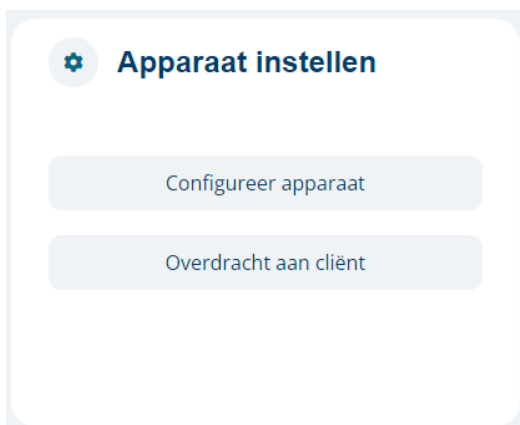 Apparaat instellen
Configureer apparaat
Overdracht aan cliënt